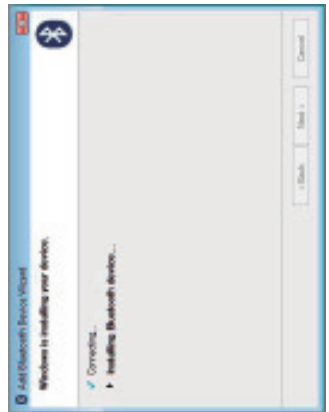 Add Bluetooth Device Wizard
Windows is installing your device.
Connecting...
Installing Bluetooth device...
< Back
Next >
Cancel